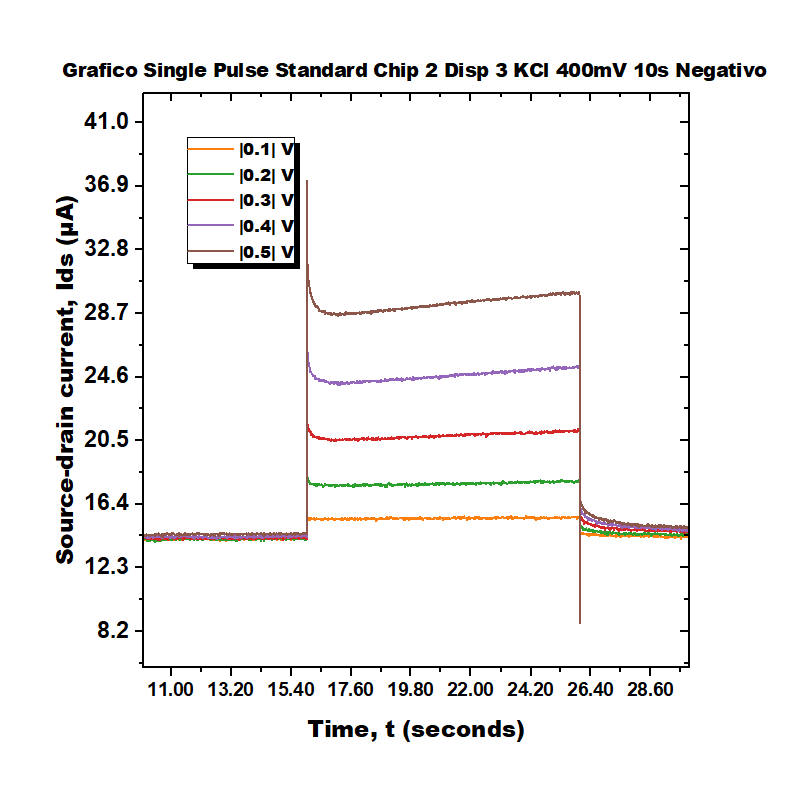 Grafico Single Pulse Standard Chip 2 Disp 3 KCl 400mV 10s Negativo
41.0
36.9
32.8
28.7
24.6
20.5
16.4
12.3
8.2
|0.1| V
|0.2| V
|0.3| V
|0.4| V
|0.5| V
Source-drain current, Ids (µA)
11.00 13.20 15.40 17.60 19.80 22.00 24.20 26.40 28.60
Time, t (seconds)